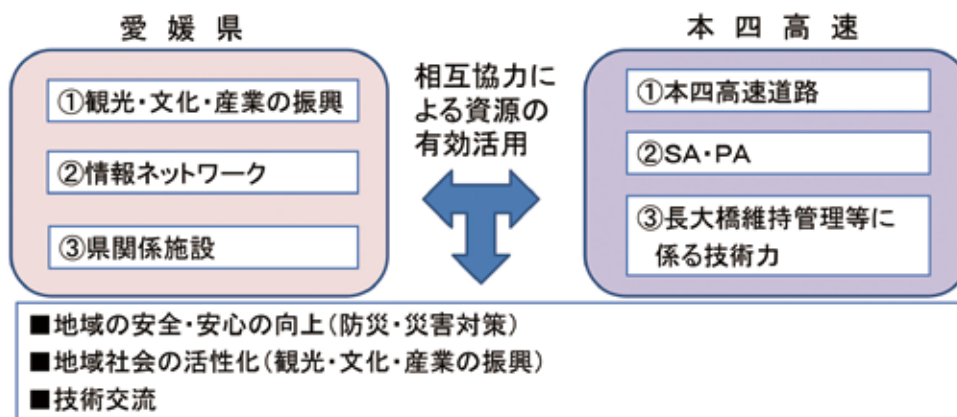 愛媛県
①観光・文化・産業の振興
②情報ネットワーク
③県関係施設
相互協力に
よる資源の
有効活用
本四高速
①本四高速道路
②SA・PA
③長大橋維持管理等に
係る技術力
■地域の安全・安心の向上(防災・災害対策)
■地域社会の活性化(観光・文化・産業の振興)
■技術交流